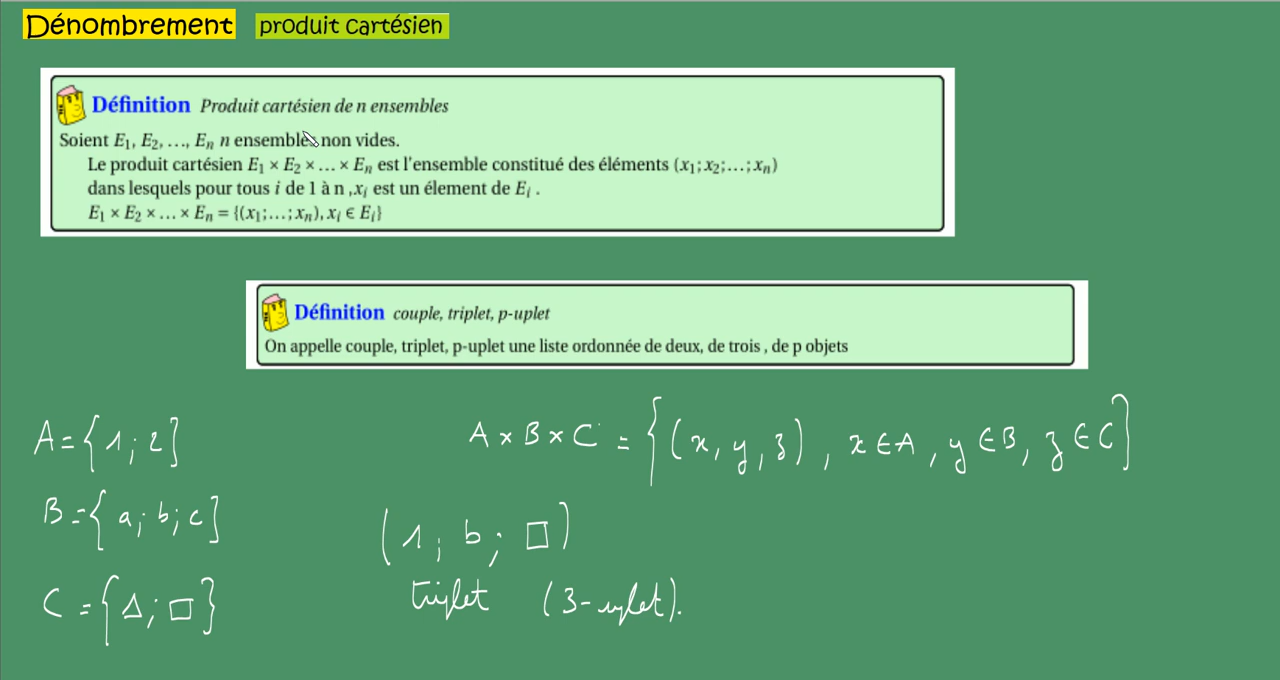 Dénombrement produit cartésien
Définition Produit cartésien de n ensembles
Soient E₁, E₂, ..., Eₙ n ensembles non vides.
Le produit cartésien E₁ × E₂ × ... × Eₙ est l'ensemble constitué des éléments (x₁; x₂; ...; xₙ)
dans lesquels pour tous i de 1 à n ,xᵢ est un élement de Eᵢ .
E₁ × E₂ × ... × Eₙ = {(x₁; ...; xₙ), xᵢ ∈ Eᵢ}
Définition couple, triplet, p-uplet
On appelle couple, triplet, p-uplet une liste ordonnée de deux, de trois , de p objets
A = {1; 2}
A × B × C = {(x, y, z), x ∈ A, y ∈ B, z ∈ C}
B = {a; b; c}
(1; b; □)
C = {Δ; □}
triplet (3-uplet).